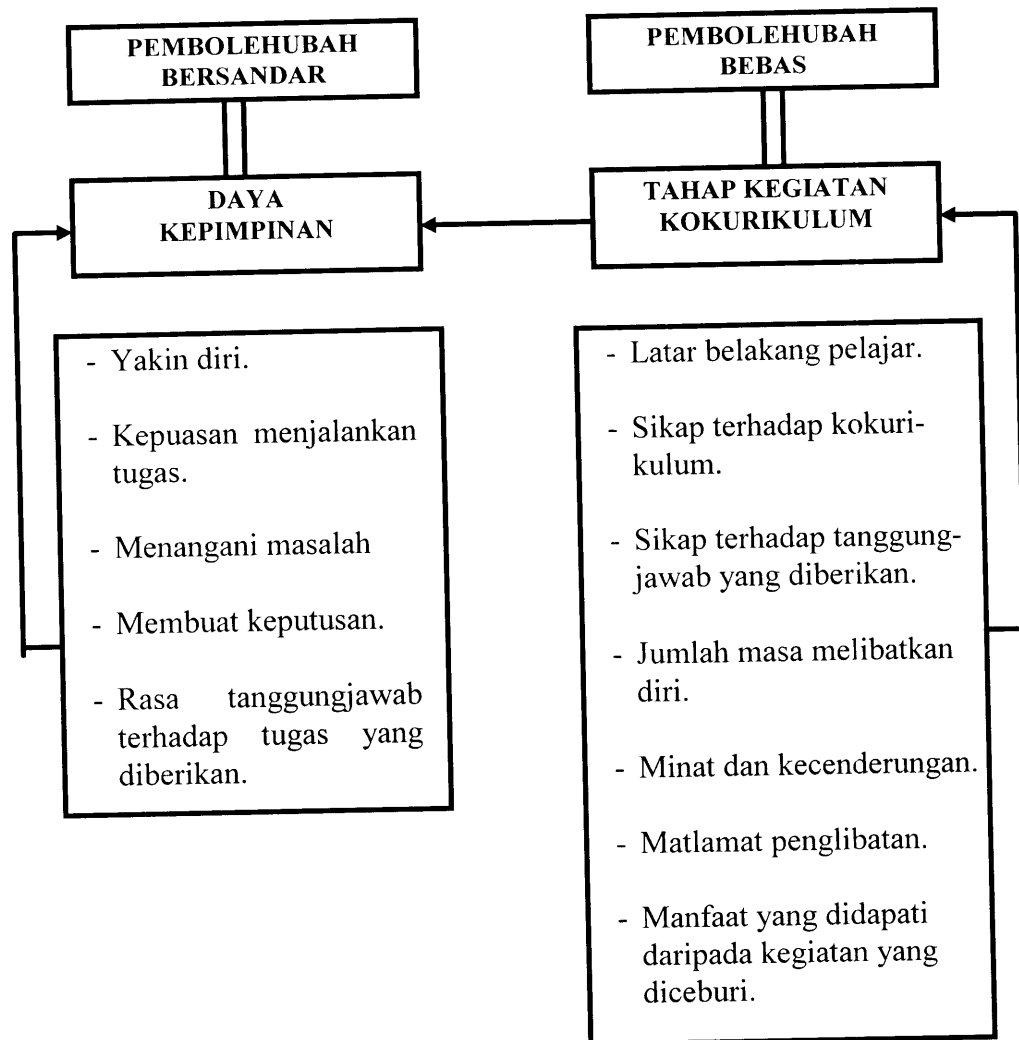 PEMBOLEHUBAH
BERSANDAR
DAYA
KEPIMPINAN
- Yakin diri.
- Kepuasan menjalankan
tugas.
- Menangani masalah
- Membuat keputusan.
- Rasa tanggungjawab
terhadap tugas yang
diberikan.
PEMBOLEHUBAH
BEBAS
TAHAP KEGIATAN
KOKURIKULUM
- Latar belakang pelajar.
- Sikap terhadap kokuri-
kulum.
- Sikap terhadap tanggung-
jawab yang diberikan.
- Jumlah masa melibatkan
diri.
- Minat dan kecenderungan.
- Matlamat penglibatan.
- Manfaat yang didapati
daripada kegiatan yang
diceburi.